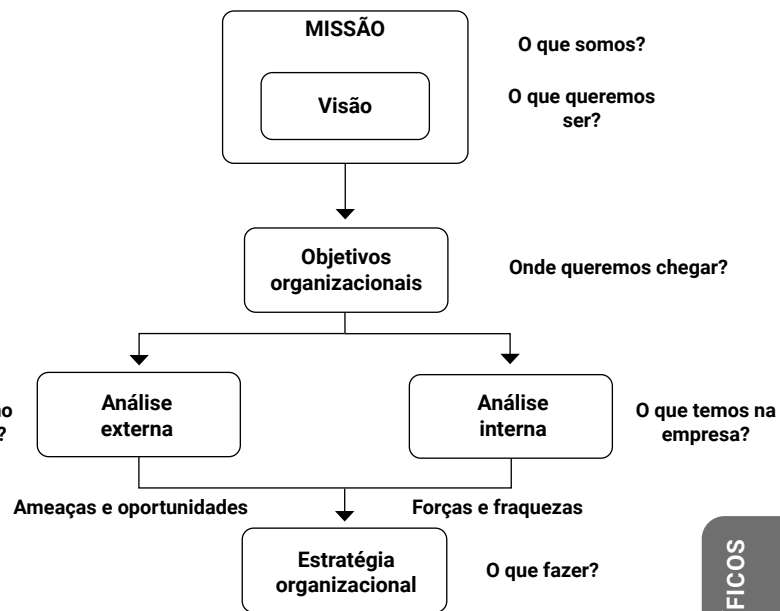 MISSÃO
O que somos?
Visão
O que queremos
ser?
Objetivos
organizacionais
Onde queremos chegar?
Análise
externa
Análise
interna
O que temos na
empresa?
Ameaças e oportunidades
Forças e fraquezas
Estratégia
organizacional
O que fazer?